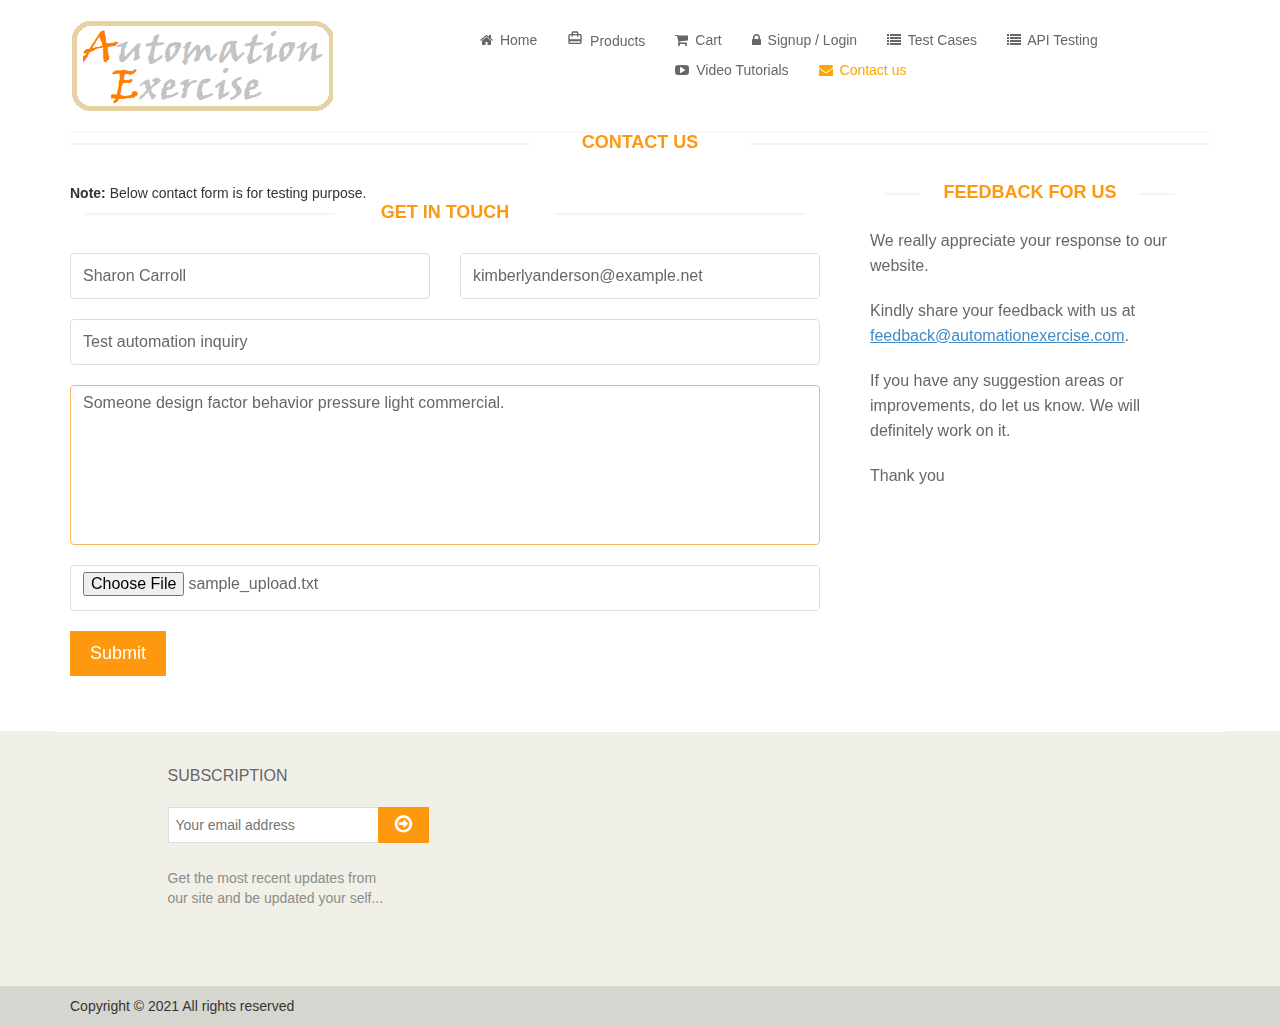 Automation
Exercise
Home
Products
Cart
Signup / Login
Test Cases
API Testing
Video Tutorials
Contact us
CONTACT US
Note: Below contact form is for testing purpose.
GET IN TOUCH
Sharon Carroll
kimberlyanderson@example.net
Test automation inquiry
Someone design factor behavior pressure light commercial.
Choose File sample_upload.txt
Submit
FEEDBACK FOR US
We really appreciate your response to our
website.
Kindly share your feedback with us at
feedback@automationexercise.com.
If you have any suggestion areas or
improvements, do let us know. We will
definitely work on it.
Thank you
SUBSCRIPTION
Your email address
Get the most recent updates from
our site and be updated your self...
Copyright © 2021 All rights reserved